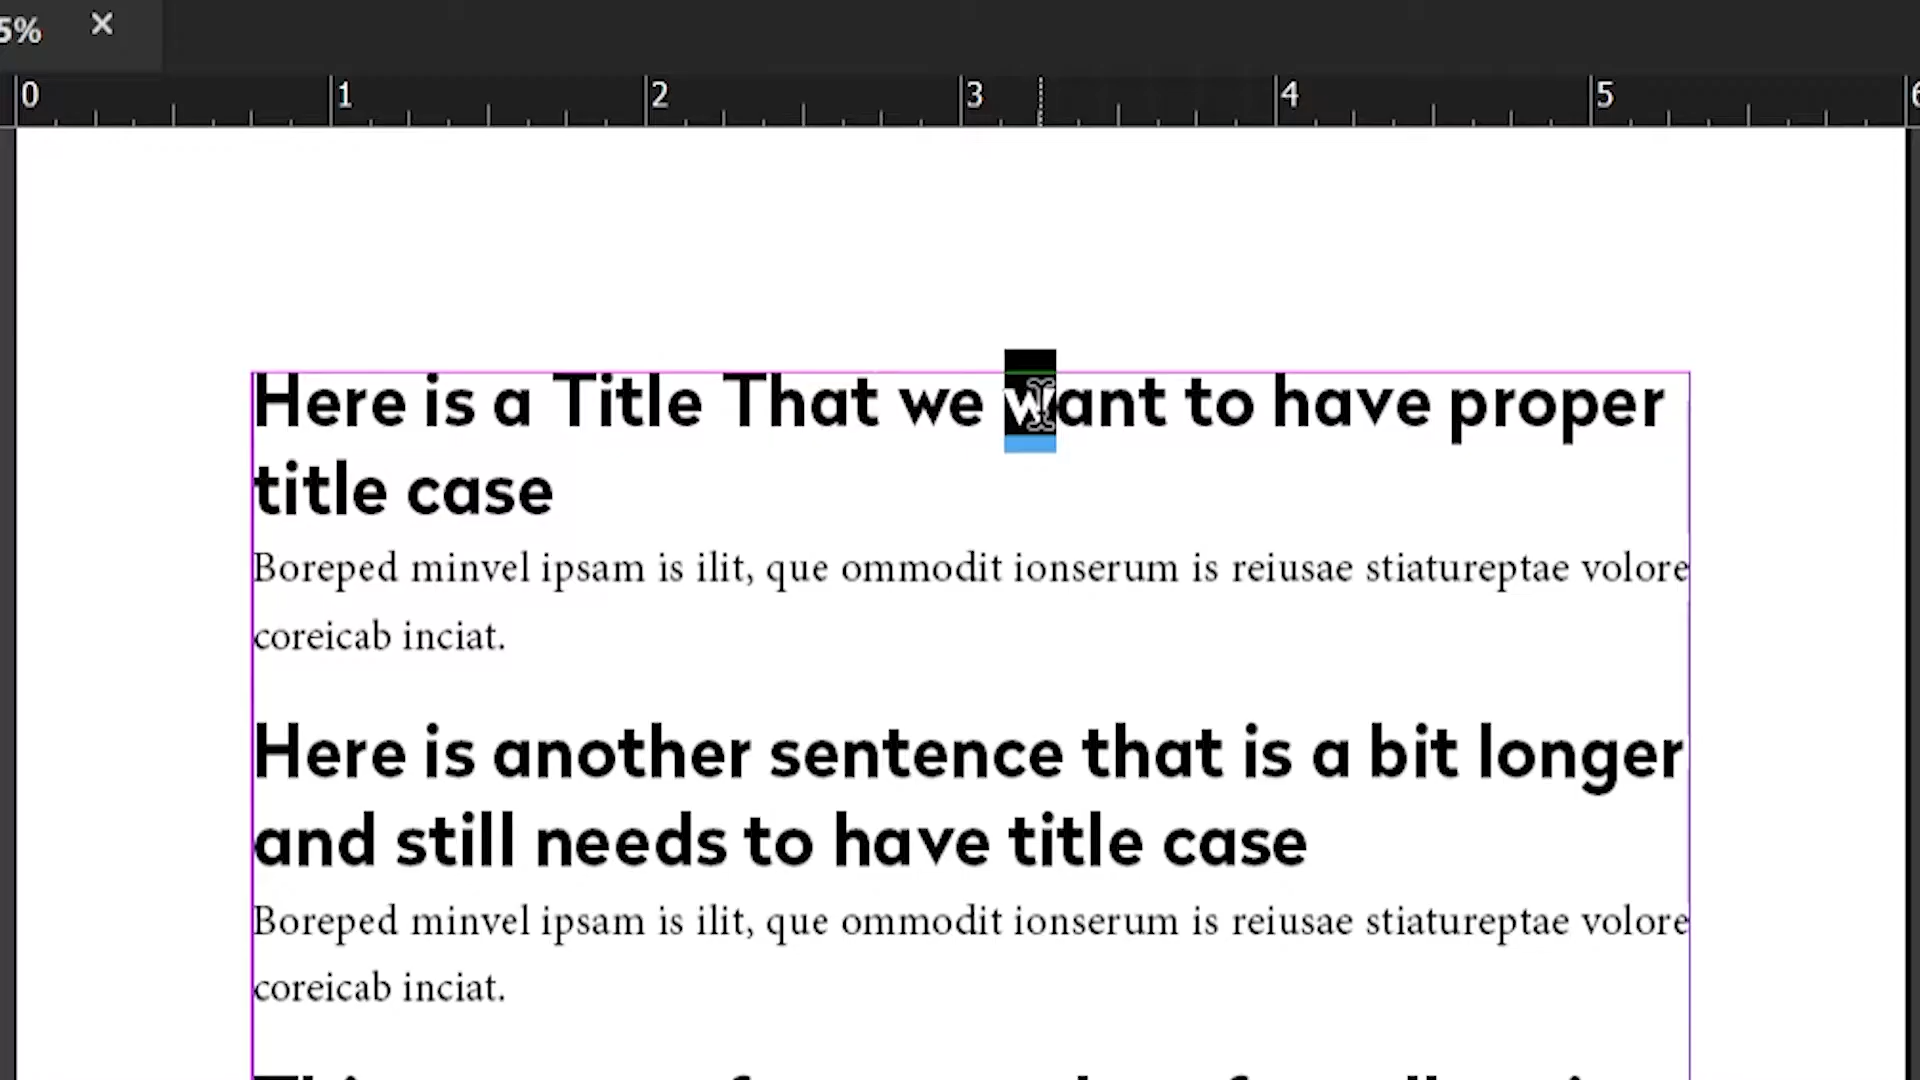 5% ×
0 1 2 3 4 5 6
Here is a Title That we want to have proper
title case
Boreped minvel ipsam is ilit, que ommodit ionserum is reiusae stiatureptae volore
coreicab inciat.
Here is another sentence that is a bit longer
and still needs to have title case
Boreped minvel ipsam is ilit, que ommodit ionserum is reiusae stiatureptae volore
coreicab inciat.